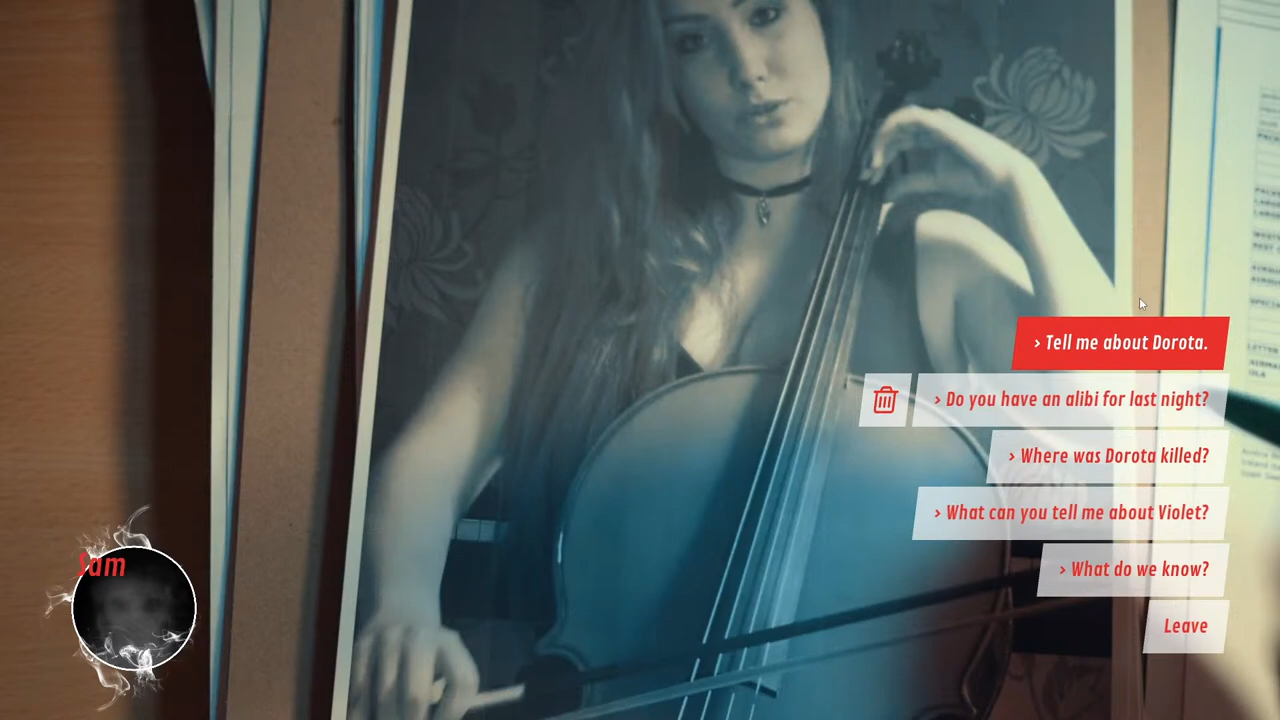 > Tell me about Dorota.
> Do you have an alibi for last night?
> Where was Dorota killed?
> What can you tell me about Violet?
> What do we know?
Leave
Sam